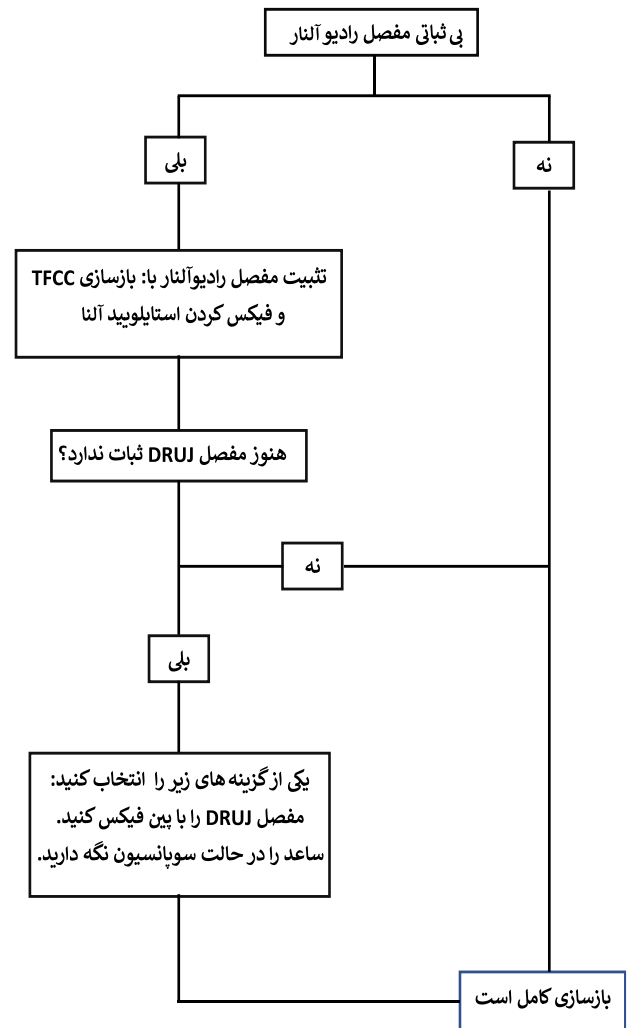 بی ثباتی مفصل رادیو آلنار
بلی
نه
تثبیت مفصل رادیوآلنار با: بازسازی TFCC
و فیکس کردن استایلویید آلنا
هنوز مفصل DRUJ ثبات ندارد؟
نه
بلی
یکی از گزینه های زیر را انتخاب کنید:
مفصل DRUJ را با پین فیکس کنید.
ساعد را در حالت سوپانسیون نگه دارید.
بازسازی کامل است